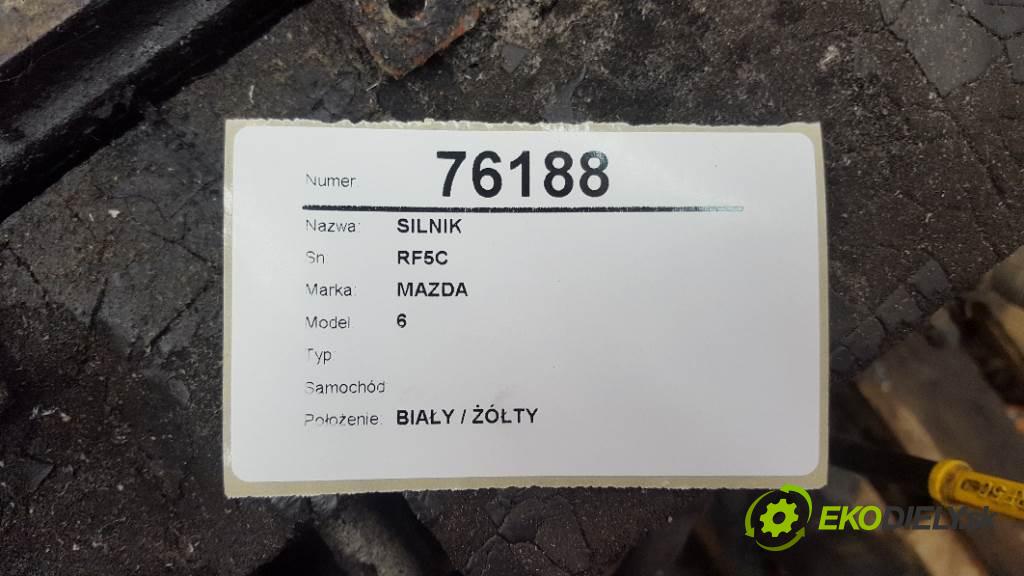 Numer 76188
Nazwa: SILNIK
Sn RF5C
Marka: MAZDA
Model 6
Typ
Samochód
Położenie: BIAŁY / ŻÓŁTY
EKODIELY.sk